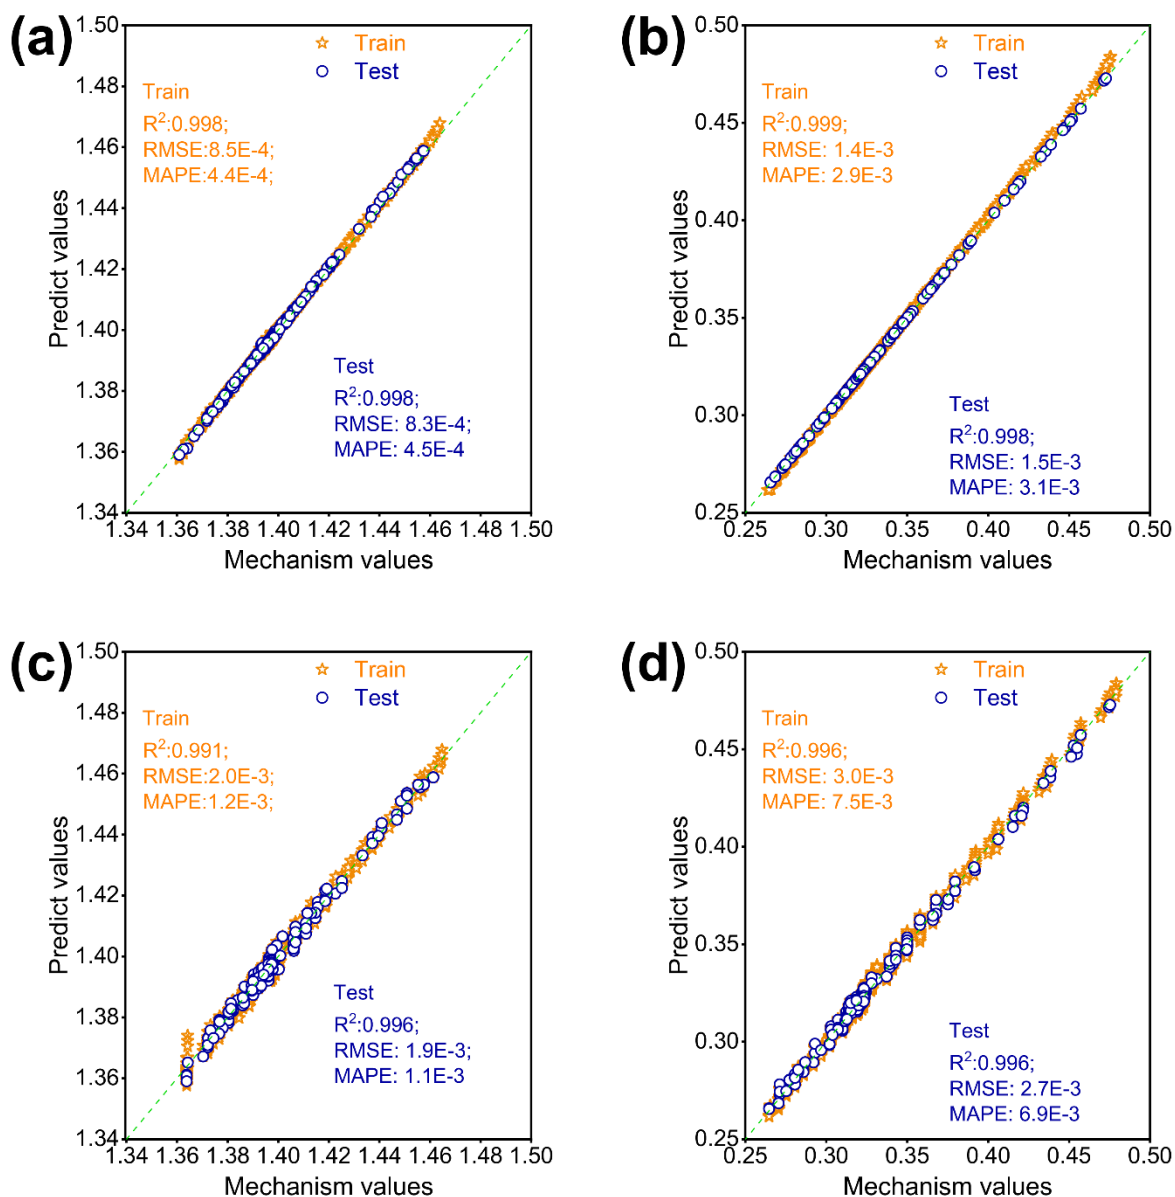 (a)
Train
Test
Train
R²:0.998;
RMSE:8.5E-4;
MAPE:4.4E-4;
Test
R²:0.998;
RMSE: 8.3E-4;
MAPE: 4.5E-4
Predict values
1.50
1.48
1.46
1.44
1.42
1.40
1.38
1.36
1.34
1.34 1.36 1.38 1.40 1.42 1.44 1.46 1.48 1.50
Mechanism values
(b)
Train
Test
Train
R²:0.999;
RMSE: 1.4E-3
MAPE: 2.9E-3
Test
R²:0.998;
RMSE: 1.5E-3
MAPE: 3.1E-3
Predict values
0.50
0.45
0.40
0.35
0.30
0.25
0.25 0.30 0.35 0.40 0.45 0.50
Mechanism values
(c)
Train
Test
Train
R²:0.991;
RMSE:2.0E-3;
MAPE:1.2E-3;
Test
R²:0.996;
RMSE: 1.9E-3;
MAPE: 1.1E-3
Predict values
1.50
1.48
1.46
1.44
1.42
1.40
1.38
1.36
1.34
1.34 1.36 1.38 1.40 1.42 1.44 1.46 1.48 1.50
Mechanism values
(d)
Train
Test
Train
R²:0.996;
RMSE: 3.0E-3
MAPE: 7.5E-3
Test
R²:0.996;
RMSE: 2.7E-3
MAPE: 6.9E-3
Predict values
0.50
0.45
0.40
0.35
0.30
0.25
0.25 0.30 0.35 0.40 0.45 0.50
Mechanism values